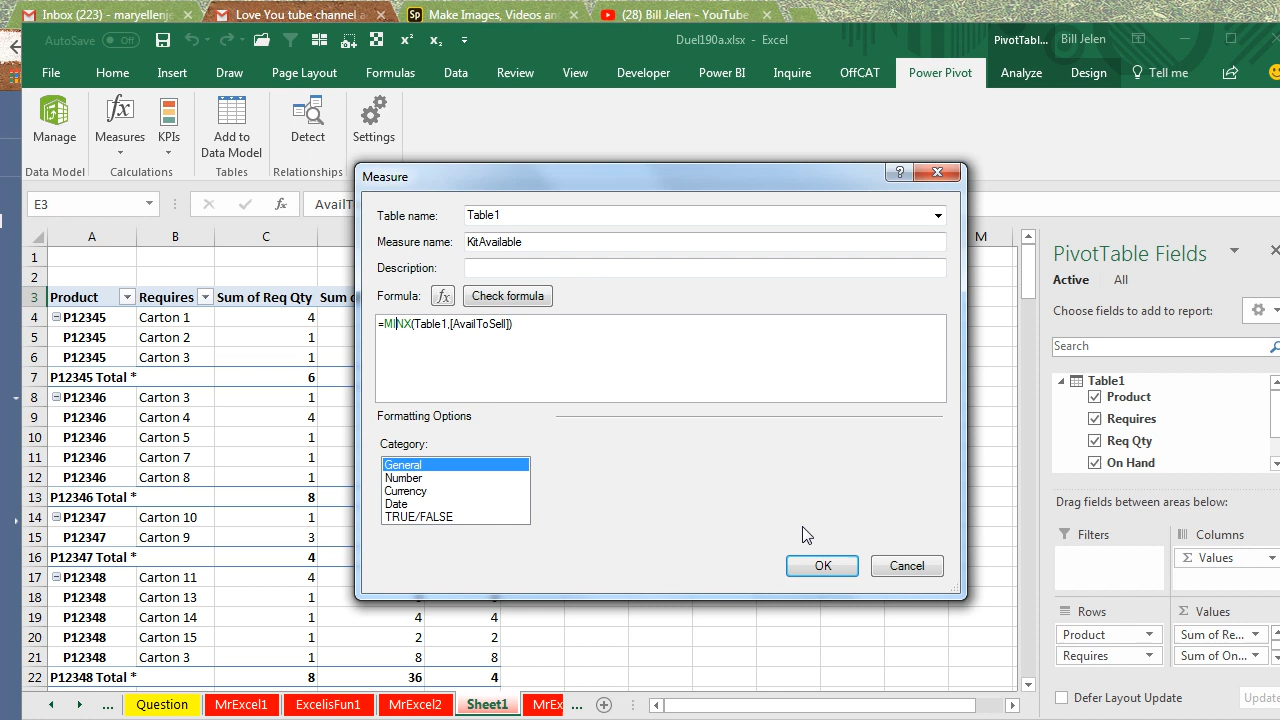 Inbox (223) - maryellenje
Love You tube channel a
Sp Make Images, Videos an
(28) Bill Jelen - YouTube
AutoSave Off
Duel190a.xlsx - Excel
PivotTabl...
Bill Jelen
File Home Insert Draw Page Layout Formulas Data Review View Developer Power BI Inquire OffCAT Power Pivot Analyze Design Tell me
Manage Measures KPIs Add to Data Model Detect Settings
Data Model Calculations Tables Relationships
E3 fx AvailT
Measure
Table name: Table1
Measure name: KitAvailable
Description:
Formula: fx Check formula
=MINX(Table1,[AvailToSell])
Formatting Options
Category:
General
Number
Currency
Date
TRUE/FALSE
OK Cancel
A B C M
1
2
3 Product Requires Sum of Req Qty Sum o
4 P12345 Carton 1 4
5 P12345 Carton 2 1
6 P12345 Carton 3 1
7 P12345 Total * 6
8 P12346 Carton 3 1
9 P12346 Carton 4 4
10 P12346 Carton 5 1
11 P12346 Carton 7 1
12 P12346 Carton 8 1
13 P12346 Total * 8
14 P12347 Carton 10 1
15 P12347 Carton 9 3
16 P12347 Total * 4
17 P12348 Carton 11 4
18 P12348 Carton 13 1
19 P12348 Carton 14 1 4 4
20 P12348 Carton 15 1 2 2
21 P12348 Carton 3 1 8 8
22 P12348 Total * 8 36 4
... Question MrExcel1 ExcelisFun1 MrExcel2 Sheet1 MrEx ...
PivotTable Fields
Active All
Choose fields to add to report:
Search
Table1
Product
Requires
Req Qty
On Hand
Drag fields between areas below:
Filters Columns
Σ Values
Rows Σ Values
Product Sum of Re...
Requires Sum of On...
Defer Layout Update Update